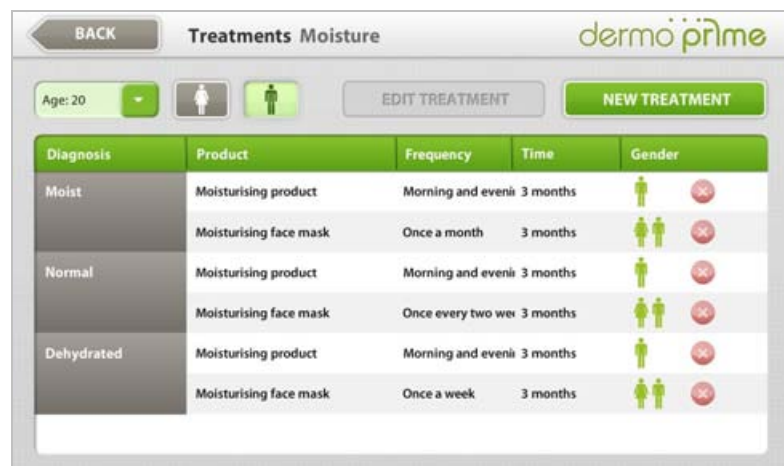 BACK
Treatments Moisture
dermo prime
Age: 20
EDIT TREATMENT
NEW TREATMENT
Diagnosis Product Frequency Time Gender
Moist Moisturising product Morning and eveni 3 months
Moisturising face mask Once a month 3 months
Normal Moisturising product Morning and eveni 3 months
Moisturising face mask Once every two wee 3 months
Dehydrated Moisturising product Morning and eveni 3 months
Moisturising face mask Once a week 3 months